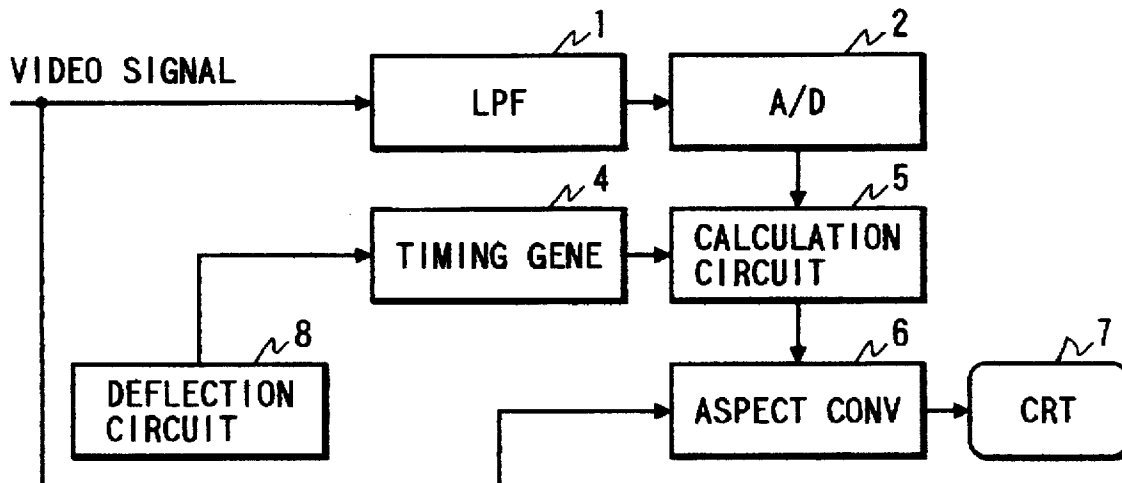 1
2
VIDEO SIGNAL
LPF
A/D
4
5
TIMING GENE
CALCULATION
CIRCUIT
8
6
7
DEFLECTION
CIRCUIT
ASPECT CONV
CRT